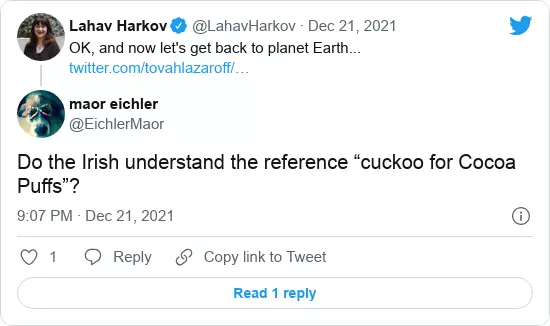 Lahav Harkov @LahavHarkov · Dec 21, 2021
OK, and now let's get back to planet Earth...
twitter.com/tovahlazaroff/…
maor eichler
@EichlerMaor
Do the Irish understand the reference “cuckoo for Cocoa
Puffs”?
9:07 PM · Dec 21, 2021
1 Reply Copy link to Tweet
Read 1 reply